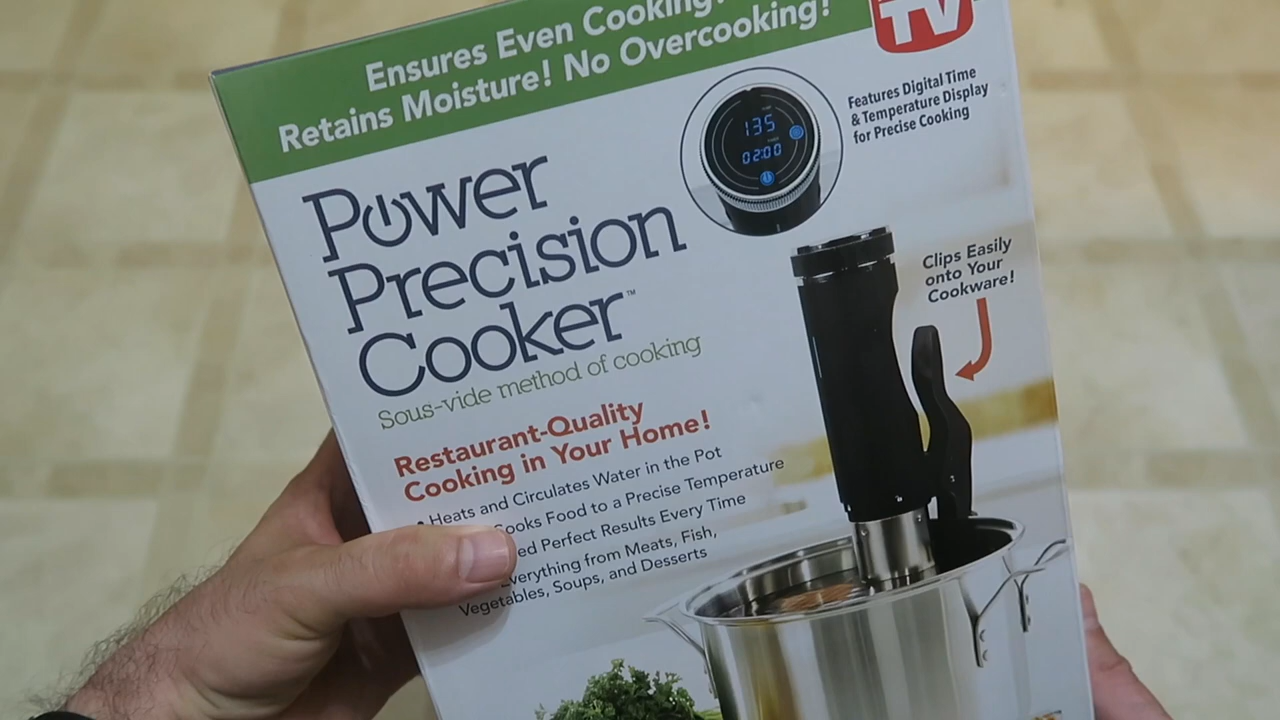 Ensures Even Cooking!
Retains Moisture! No Overcooking!
TV
Features Digital Time
& Temperature Display
for Precise Cooking
135
02:00
Power
Precision
Cooker™
Sous-vide method of cooking
Clips Easily
onto Your
Cookware!
Restaurant-Quality
Cooking in Your Home!
• Heats and Circulates Water in the Pot
Cooks Food to a Precise Temperature
Perfect Results Every Time
Everything from Meats, Fish,
Vegetables, Soups, and Desserts